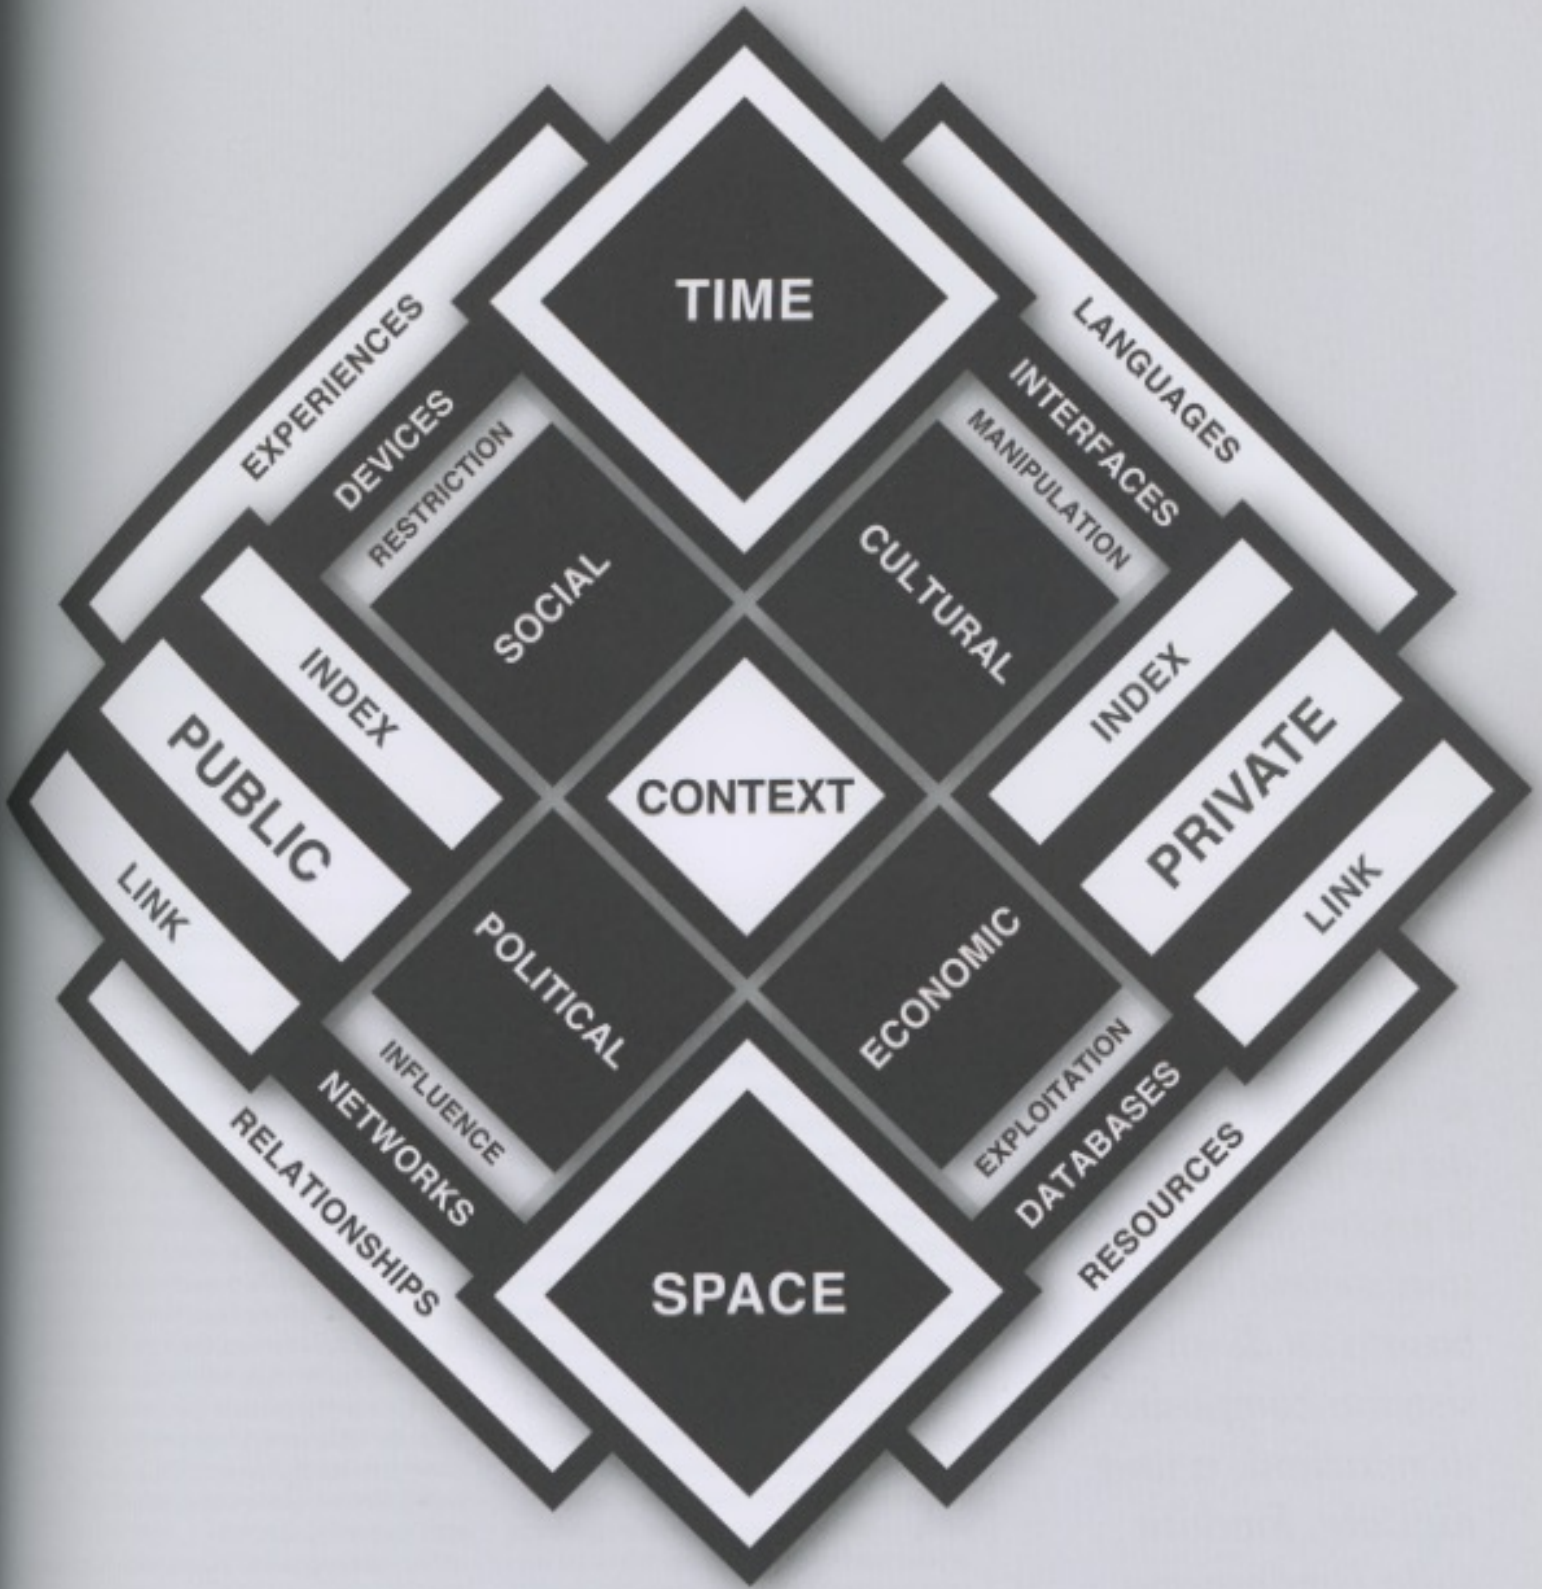 TIME
EXPERIENCES
LANGUAGES
DEVICES
INTERFACES
RESTRICTION
MANIPULATION
SOCIAL
CULTURAL
INDEX
INDEX
PUBLIC
CONTEXT
PRIVATE
LINK
LINK
POLITICAL
ECONOMIC
INFLUENCE
EXPLOITATION
NETWORKS
DATABASES
RELATIONSHIPS
RESOURCES
SPACE